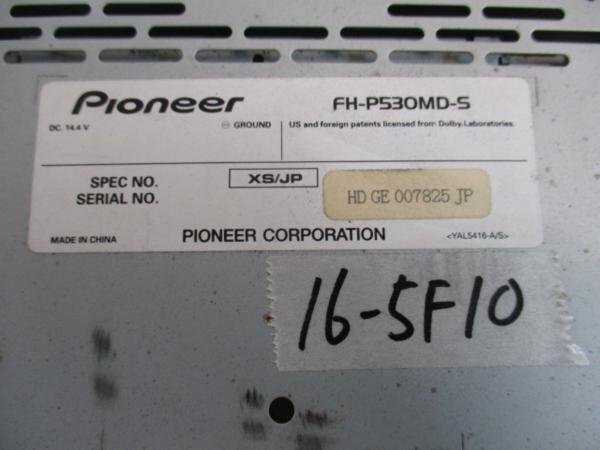 Pioneer
FH-P530MD-S
DC. 14.4 V
⊖ GROUND
US and foreign patents licensed from Dolby Laboratories.
SPEC NO.
XS/JP
SERIAL NO.
HD GE 007825 JP
MADE IN CHINA
PIONEER CORPORATION
<YAL5416-A/S>
16-5F10